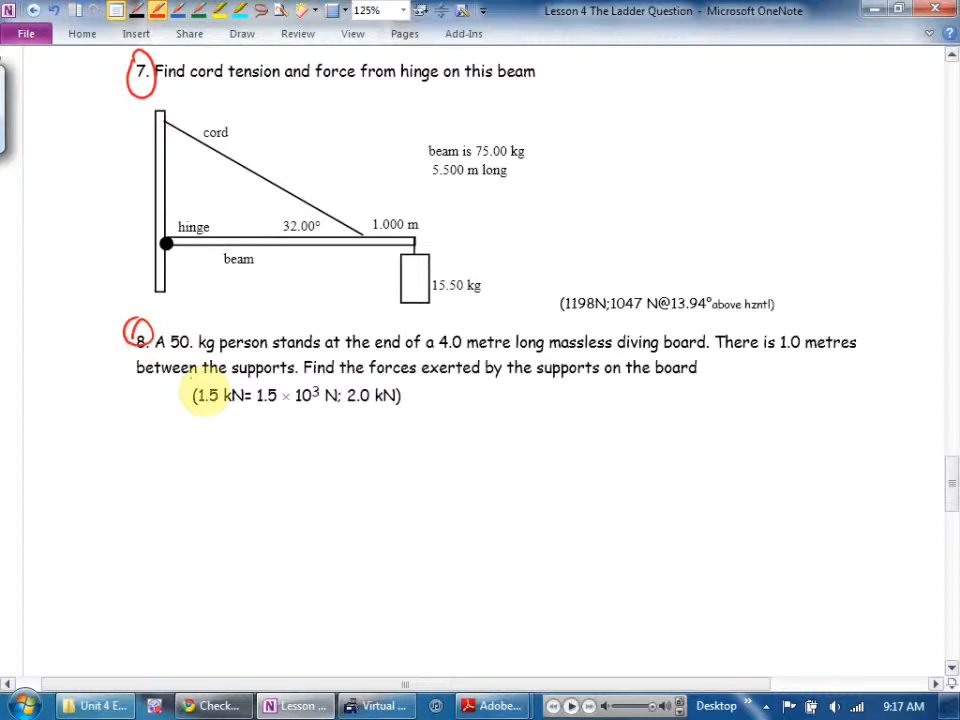 125%
Lesson 4 The Ladder Question - Microsoft OneNote
File Home Insert Share Draw Review View Pages Add-Ins
7. Find cord tension and force from hinge on this beam
cord
beam is 75.00 kg
5.500 m long
hinge 32.00° 1.000 m
beam
15.50 kg
(1198N;1047 N@13.94°above hzntl)
8. A 50. kg person stands at the end of a 4.0 metre long massless diving board. There is 1.0 metres
between the supports. Find the forces exerted by the supports on the board
(1.5 kN= 1.5 × 10³ N; 2.0 kN)
Unit 4 E... Check... Lesson ... Virtual ... Adobe... Desktop 9:17 AM